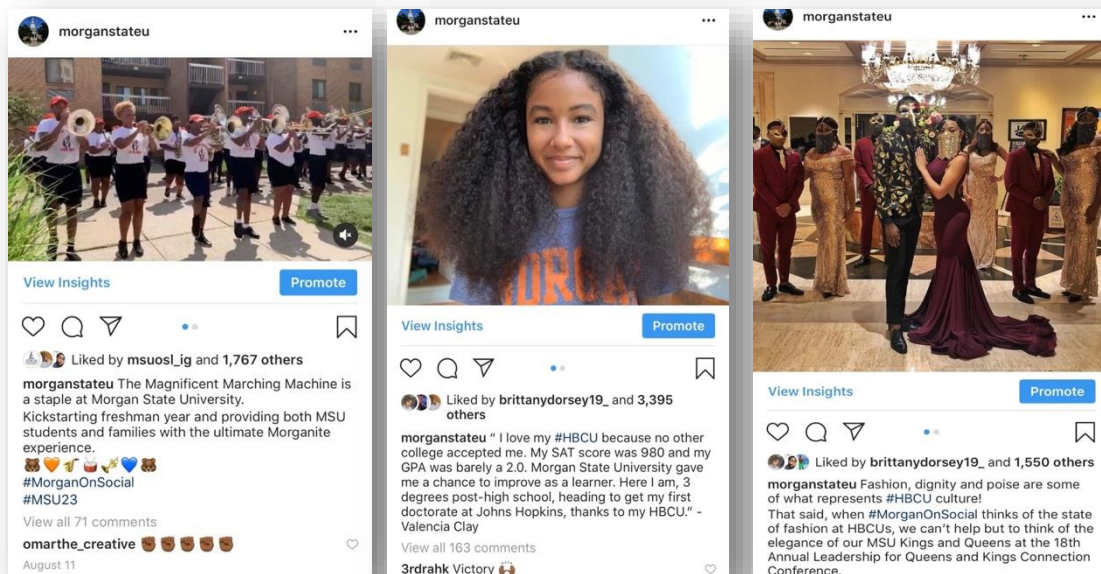 morganstateu
View Insights
Promote
Liked by msuosl_ig and 1,767 others
morganstateu The Magnificent Marching Machine is
a staple at Morgan State University.
Kickstarting freshman year and providing both MSU
students and families with the ultimate Morganite
experience.
🐻🧡🎷🥁🎺💙🐻
#MorganOnSocial
#MSU23
View all 71 comments
omarthe_creative ✊🏾✊🏾✊🏾✊🏾✊🏾
August 11
morganstateu
View Insights
Promote
Liked by brittanydorsey19_ and 3,395
others
morganstateu “ I love my #HBCU because no other
college accepted me. My SAT score was 980 and my
GPA was barely a 2.0. Morgan State University gave
me a chance to improve as a learner. Here I am, 3
degrees post-high school, heading to get my first
doctorate at Johns Hopkins, thanks to my HBCU.” -
Valencia Clay
View all 163 comments
3rdrahk Victory 🙌🏾
morganstateu
View Insights
Promote
Liked by brittanydorsey19_ and 1,550 others
morganstateu Fashion, dignity and poise are some
of what represents #HBCU culture!
That said, when #MorganOnSocial thinks of the state
of fashion at HBCUs, we can’t help but to think of the
elegance of our MSU Kings and Queens at the 18th
Annual Leadership for Queens and Kings Connection
Conference.